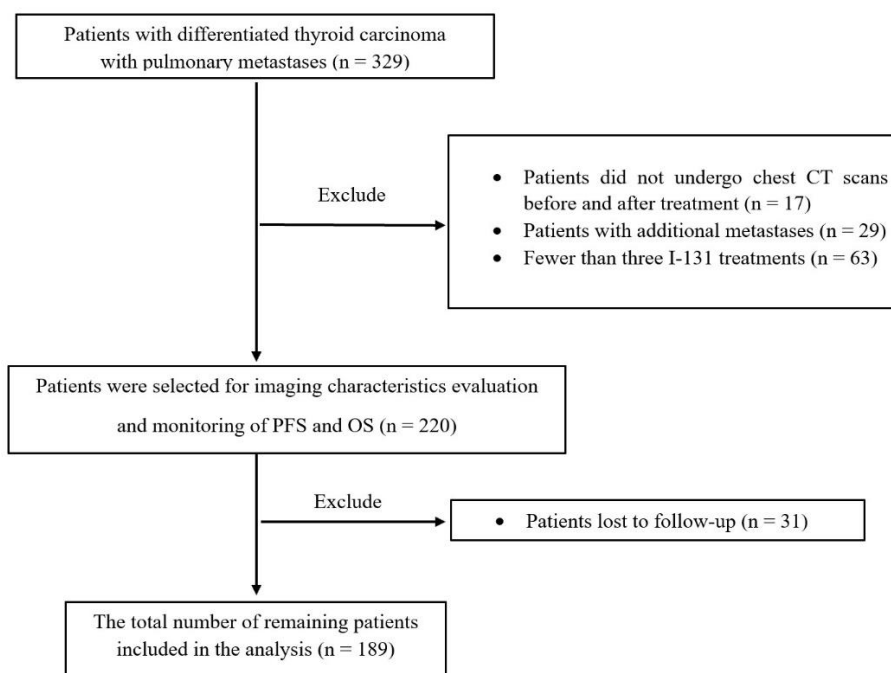 Patients with differentiated thyroid carcinoma
with pulmonary metastases (n = 329)
Exclude
• Patients did not undergo chest CT scans
before and after treatment (n = 17)
• Patients with additional metastases (n = 29)
• Fewer than three I-131 treatments (n = 63)
Patients were selected for imaging characteristics evaluation
and monitoring of PFS and OS (n = 220)
Exclude
• Patients lost to follow-up (n = 31)
The total number of remaining patients
included in the analysis (n = 189)